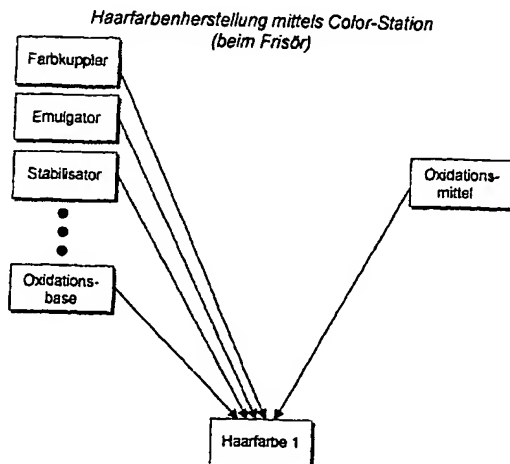 Haarfarbenherstellung mittels Color-Station
(beim Frisör)
Farbkuppler
Emulgator
Stabilisator
Oxidations-
base
Oxidations-
mittel
Haarfarbe 1